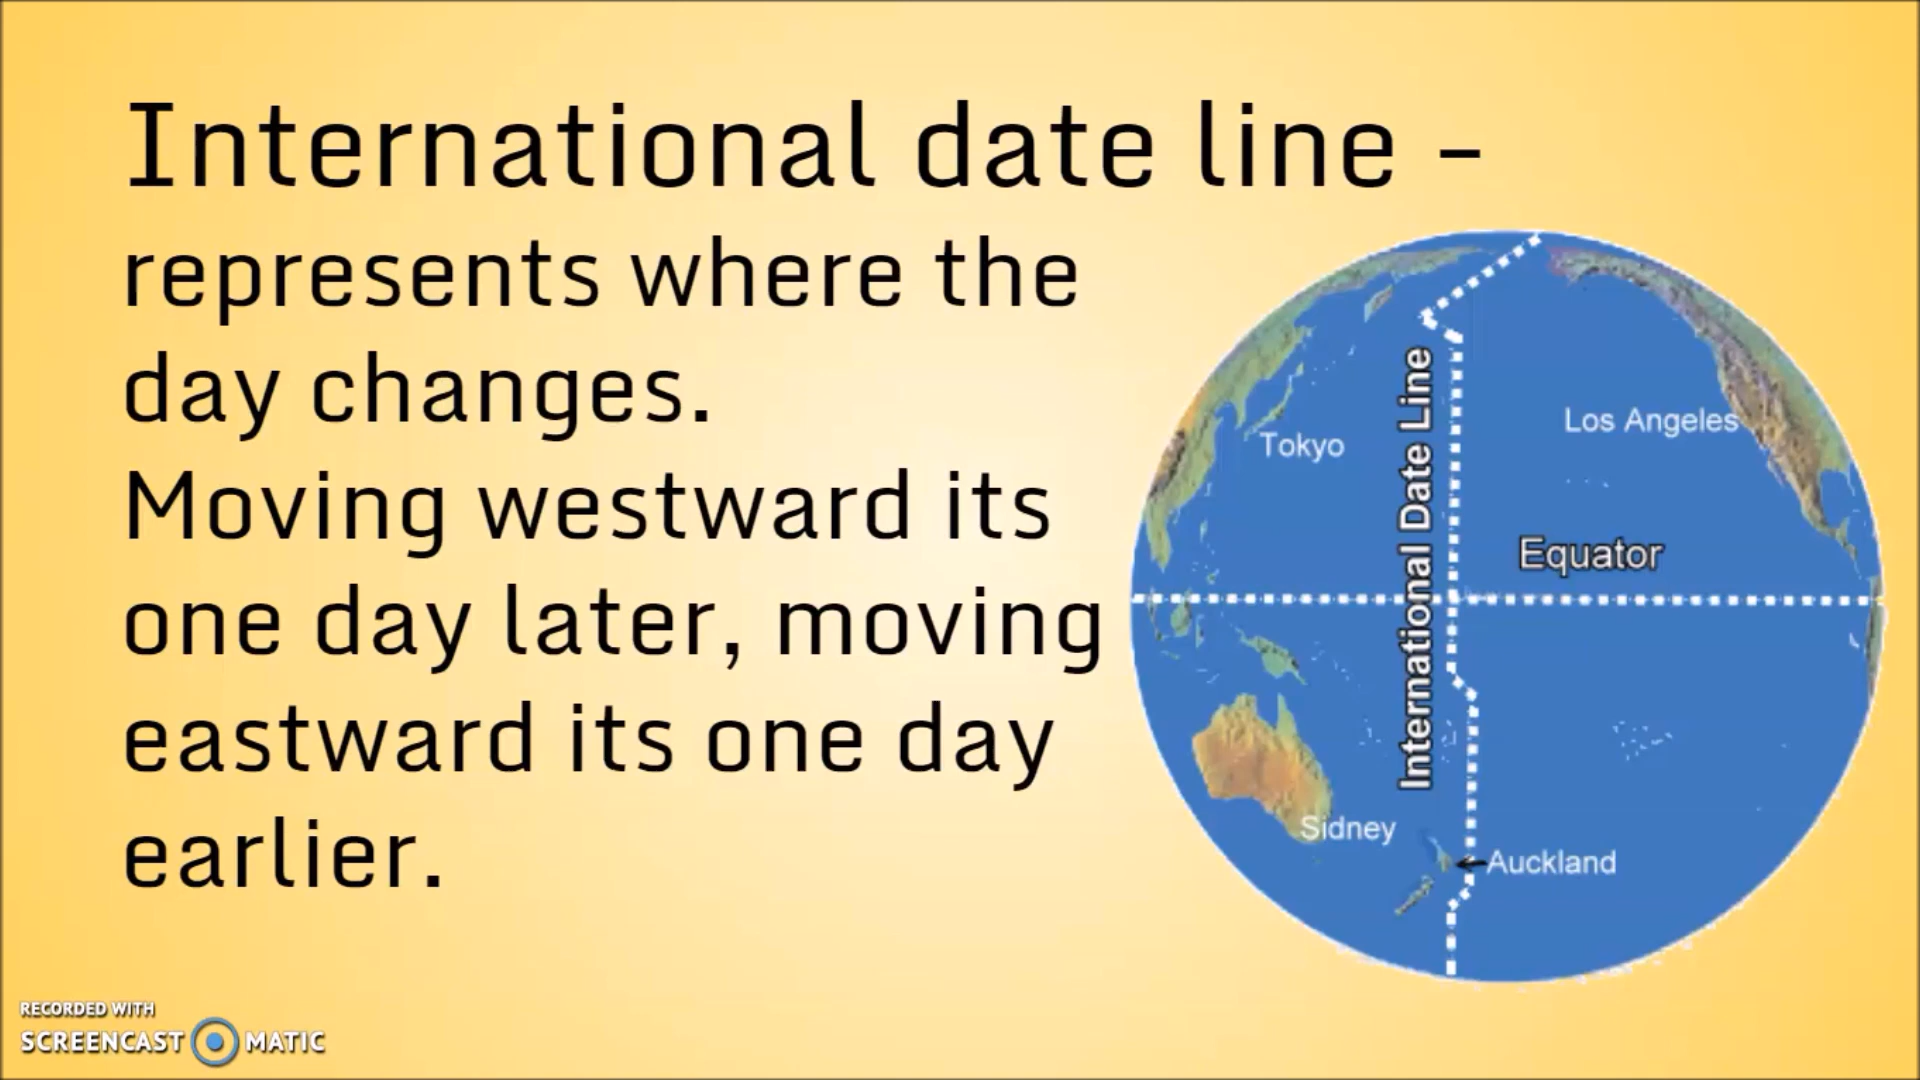 International date line –
represents where the
day changes.
Moving westward its
one day later, moving
eastward its one day
earlier.
International Date Line
Los Angeles
Tokyo
Equator
Sidney
Auckland
RECORDED WITH
SCREENCAST MATIC